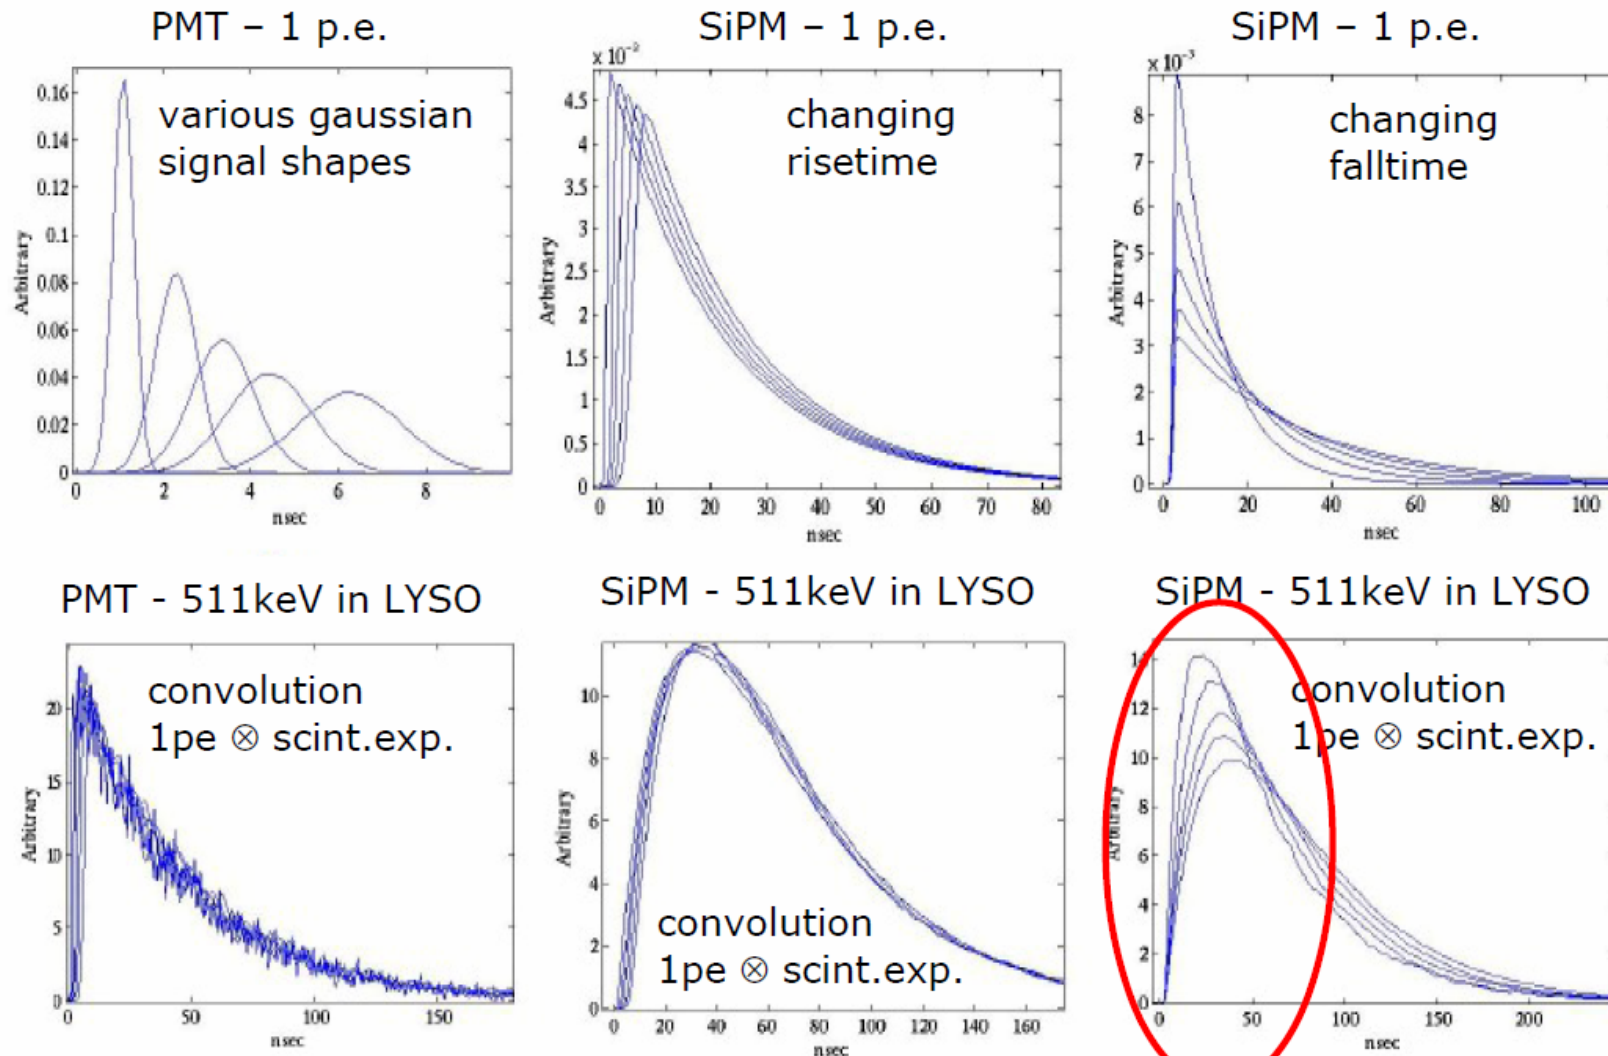 PMT – 1 p.e.
various gaussian
signal shapes
0.16
0.14
0.12
0.1
0.08
0.06
0.04
0.02
0
Arbitrary
0
2
4
6
8
nsec
SiPM – 1 p.e.
x 10⁻²
changing
risetime
4.5
4
3.5
3
2.5
2
1.5
1
0.5
0
Arbitrary
0
10
20
30
40
50
60
70
80
nsec
SiPM – 1 p.e.
x 10⁻³
changing
falltime
8
7
6
5
4
3
2
1
0
Arbitrary
0
20
40
60
80
100
nsec
PMT - 511keV in LYSO
convolution
1pe ⊗ scint.exp.
20
15
10
5
0
Arbitrary
0
50
100
150
nsec
SiPM - 511keV in LYSO
10
8
6
4
2
0
Arbitrary
convolution
1pe ⊗ scint.exp.
0
20
40
60
80
100
120
140
160
nsec
SiPM - 511keV in LYSO
convolution
1pe ⊗ scint.exp.
14
12
10
8
6
4
2
0
Arbitrary
0
50
100
150
200
nsec